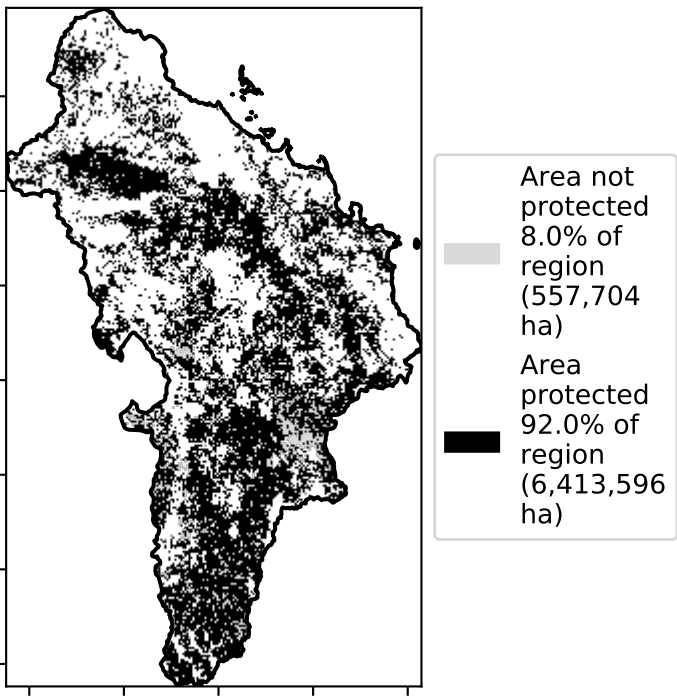 Area not
protected
8.0% of
region
(557,704
ha)
Area
protected
92.0% of
region
(6,413,596
ha)